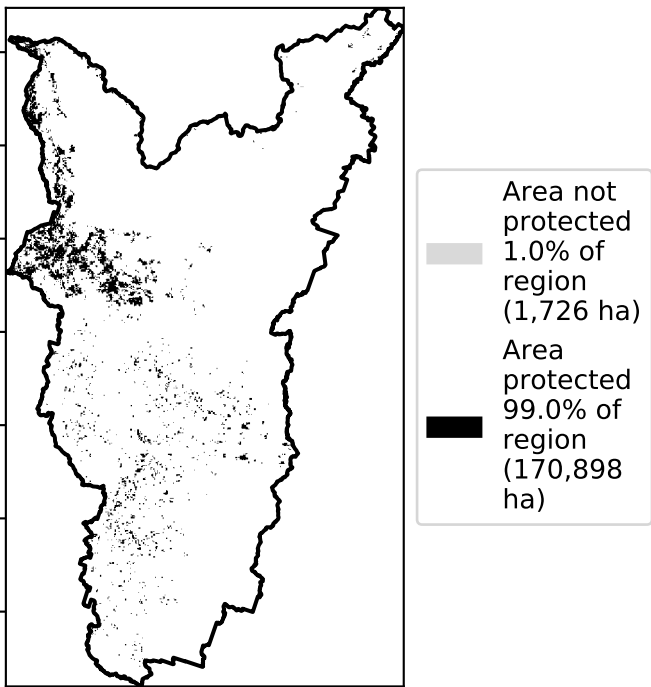 Area not
protected
1.0% of
region
(1,726 ha)
Area
protected
99.0% of
region
(170,898
ha)